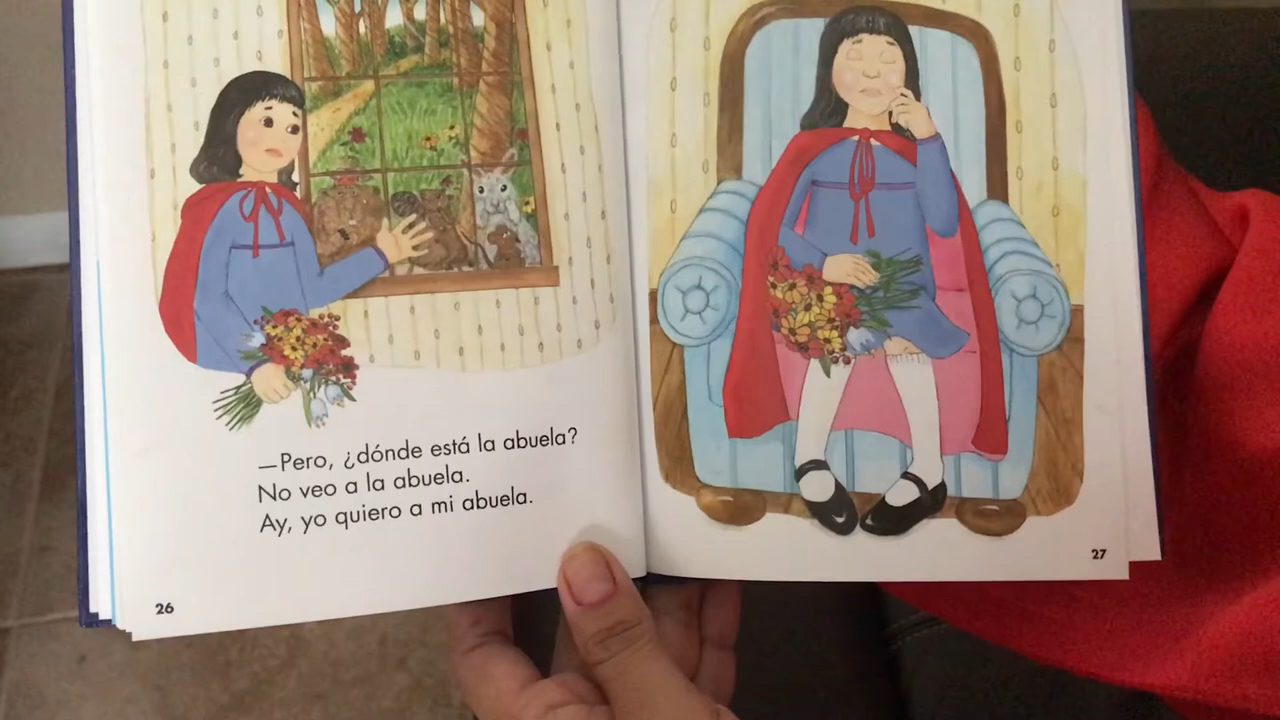 —Pero, ¿dónde está la abuela?
No veo a la abuela.
Ay, yo quiero a mi abuela.
26
27